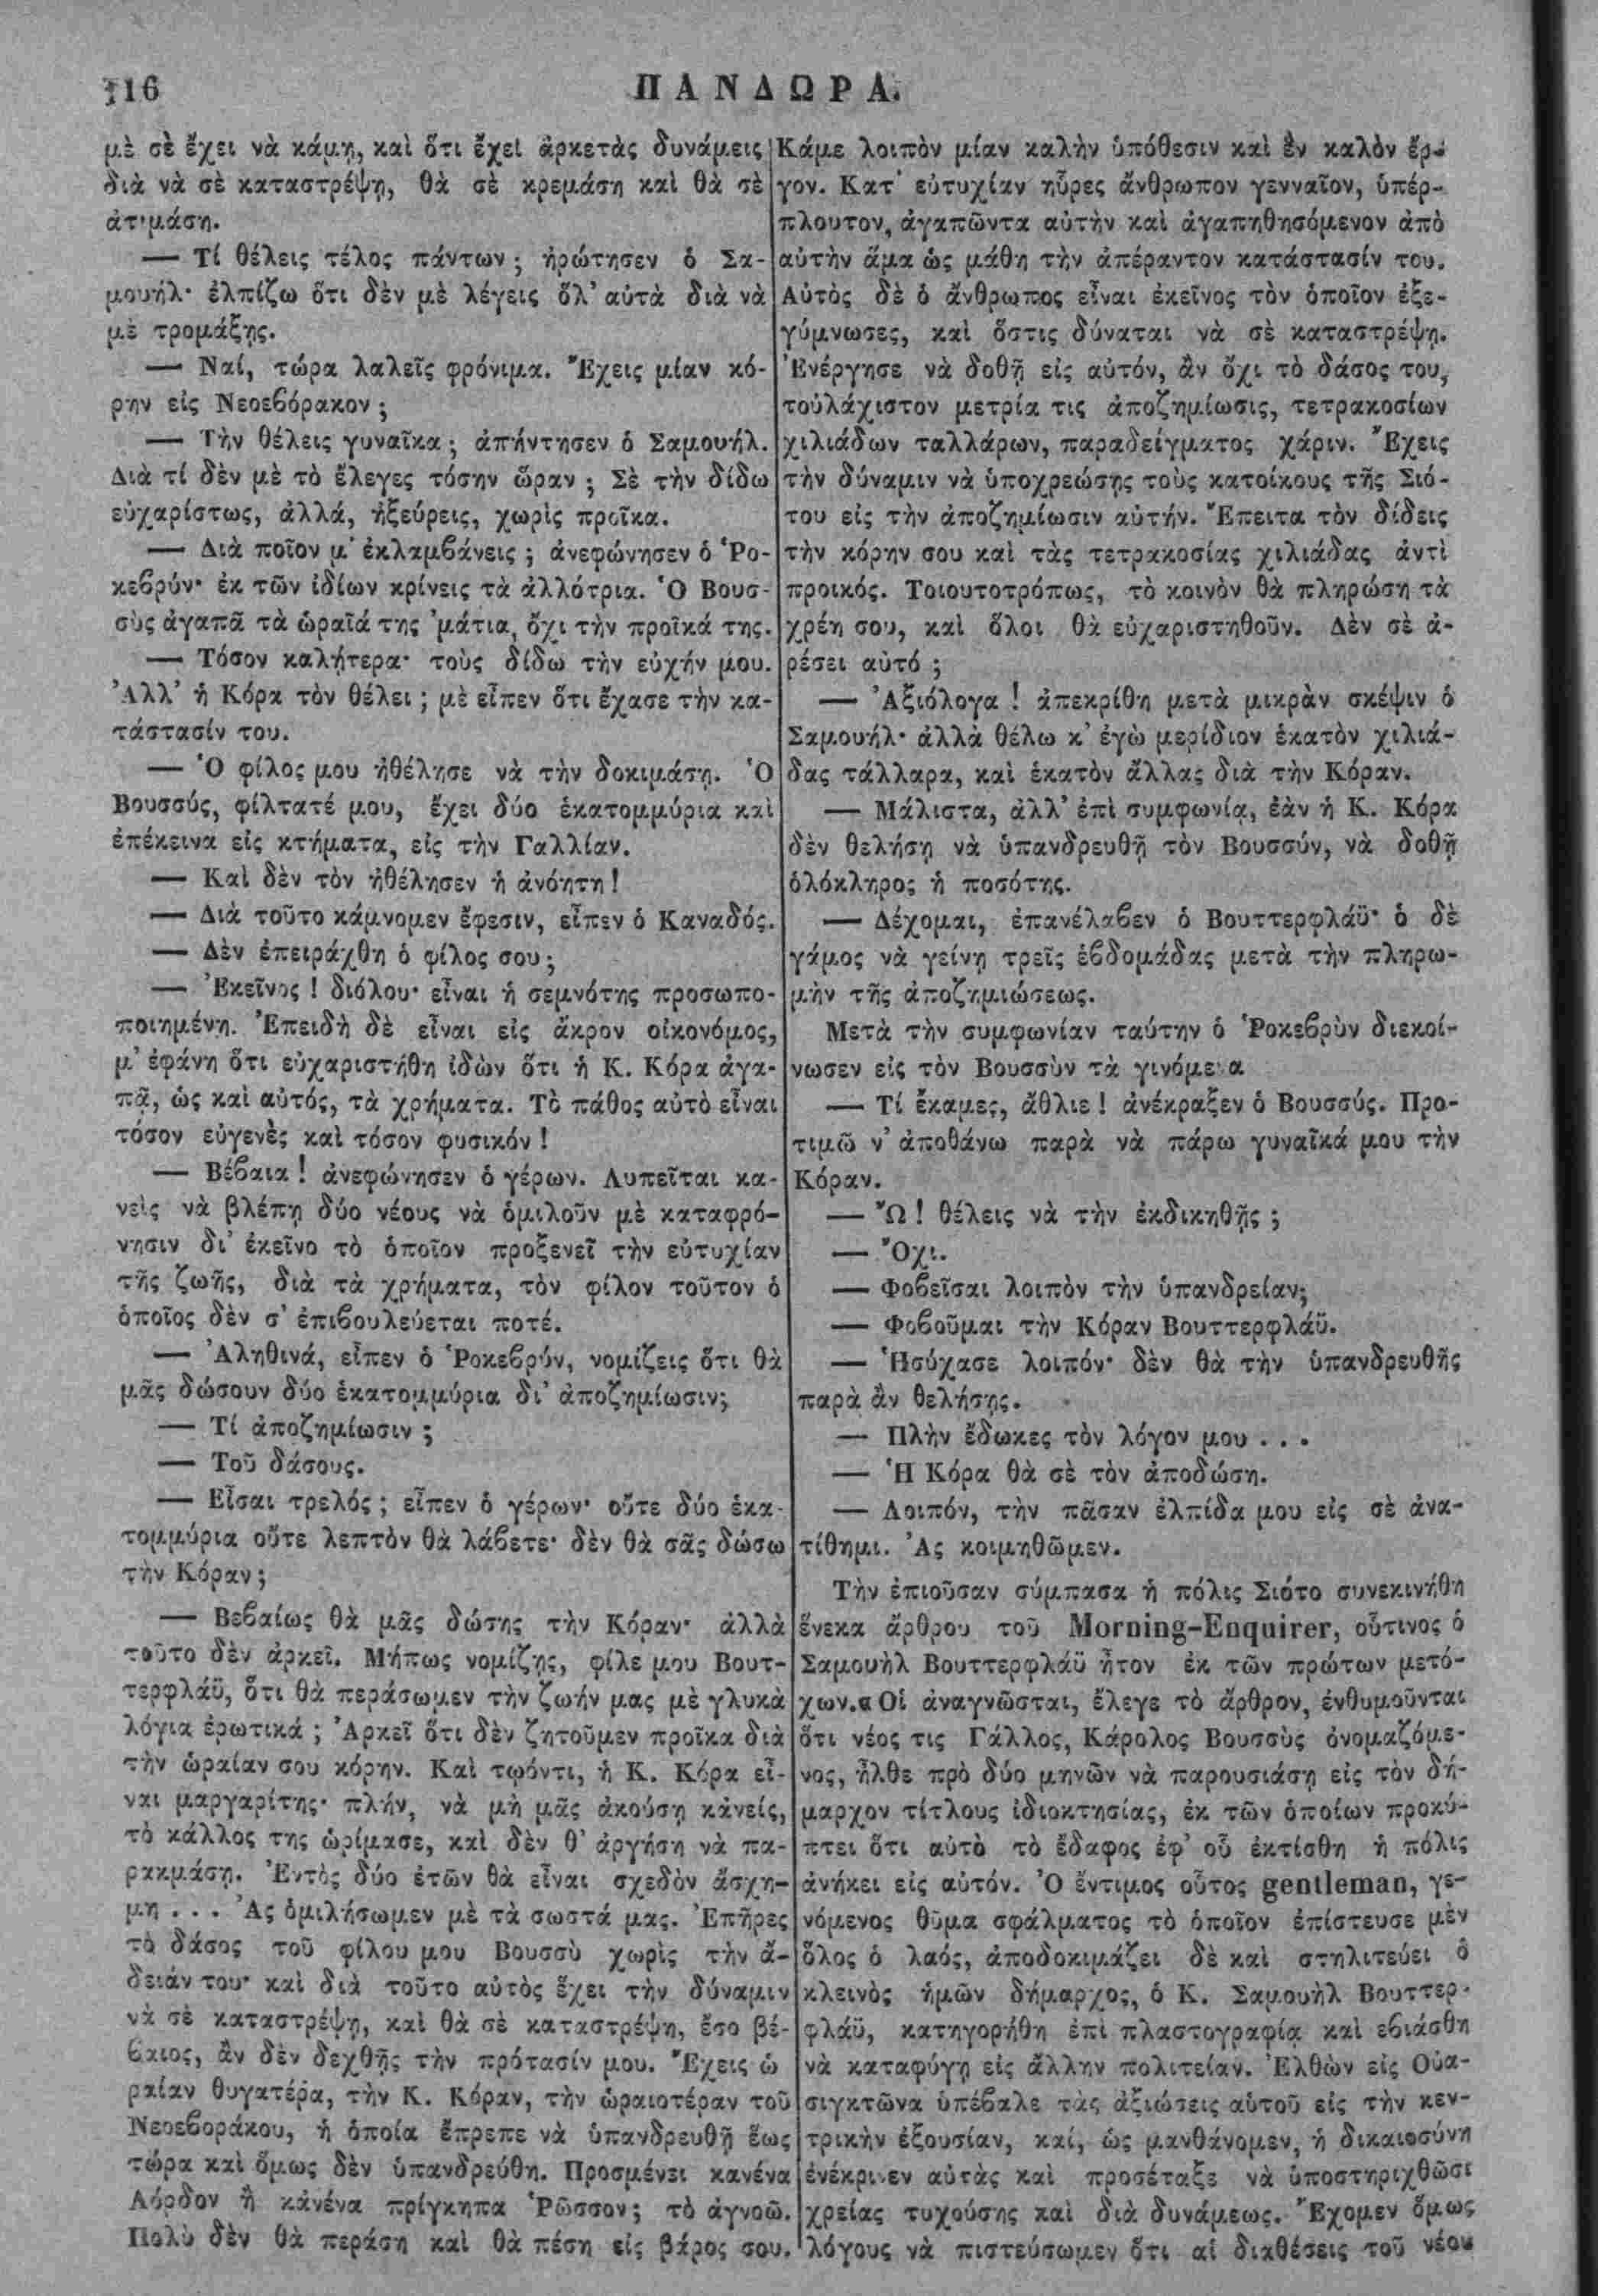 116
ΠΑΝΔΩΡΑ.
μὲ σὲ ἔχει νὰ κάμῃ, καὶ ὅτι ἔχει ἀρκετὰς δυνάμεις
διὰ νὰ σὲ καταστρέψῃ, θὰ σὲ κρεμάσῃ καὶ θὰ σὲ
ἀτιμάσῃ.
— Τί θέλεις τέλος πάντων ; ἠρώτησεν ὁ Σα-
μουήλ· ἐλπίζω ὅτι δὲν μὲ λέγεις ὅλ’ αὐτὰ διὰ νὰ
μὲ τρομάξῃς.
— Ναί, τώρα λαλεῖς φρόνιμα. Ἔχεις μίαν κό-
ρην εἰς Νεοεβόρακον ;
— Τὴν θέλεις γυναῖκα ; ἀπήντησεν ὁ Σαμουήλ.
Διὰ τί δὲν μὲ τὸ ἔλεγες τόσην ὥραν ; Σὲ τὴν δίδω
εὐχαρίστως, ἀλλά, ἠξεύρεις, χωρὶς προῖκα.
— Διὰ ποῖον μ’ ἐκλαμβάνεις ; ἀνεφώνησεν ὁ Ῥο-
κεβρύν· ἐκ τῶν ἰδίων κρίνεις τὰ ἀλλότρια. Ὁ Βουσ-
σὺς ἀγαπᾷ τὰ ὡραῖά της ’μάτια, ὄχι τὴν προῖκά της.
— Τόσον καλήτερα· τοὺς δίδω τὴν εὐχήν μου.
Ἀλλ’ ἡ Κόρα τὸν θέλει ; μὲ εἶπεν ὅτι ἔχασε τὴν κα-
τάστασίν του.
— Ὁ φίλος μου ἠθέλησε νὰ τὴν δοκιμάσῃ. Ὁ
Βουσσύς, φίλτατέ μου, ἔχει δύο ἑκατομμύρια καὶ
ἐπέκεινα εἰς κτήματα, εἰς τὴν Γαλλίαν.
— Καὶ δὲν τὸν ἠθέλησεν ἡ ἀνόητη !
— Διὰ τοῦτο κάμνομεν ἔφεσιν, εἶπεν ὁ Καναδός.
— Δὲν ἐπειράχθη ὁ φίλος σου ;
— Ἐκεῖνος ! διόλου· εἶναι ἡ σεμνότης προσωπο-
ποιημένη. Ἐπειδὴ δὲ εἶναι εἰς ἄκρον οἰκονόμος,
μ’ ἐφάνη ὅτι εὐχαριστήθη ἰδὼν ὅτι ἡ Κ. Κόρα ἀγα-
πᾷ, ὡς καὶ αὐτός, τὰ χρήματα. Τὸ πάθος αὐτὸ εἶναι
τόσον εὐγενὲς καὶ τόσον φυσικόν !
— Βέβαια ! ἀνεφώνησεν ὁ γέρων. Λυπεῖται κα-
νεὶς νὰ βλέπῃ δύο νέους νὰ ὁμιλοῦν μὲ καταφρό-
νησιν δι’ ἐκεῖνο τὸ ὁποῖον προξενεῖ τὴν εὐτυχίαν
τῆς ζωῆς, διὰ τὰ χρήματα, τὸν φίλον τοῦτον ὁ
ὁποῖος δὲν σ’ ἐπιβουλεύεται ποτέ.
— Ἀληθινά, εἶπεν ὁ Ῥοκεβρύν, νομίζεις ὅτι θὰ
μᾶς δώσουν δύο ἑκατομμύρια δι’ ἀποζημίωσιν;
— Τί ἀποζημίωσιν ;
— Τοῦ δάσους.
— Εἶσαι τρελός ; εἶπεν ὁ γέρων· οὔτε δύο ἑκα-
τομμύρια οὔτε λεπτὸν θὰ λάβετε· δὲν θὰ σᾶς δώσω
τὴν Κόραν ;
— Βεβαίως θὰ μᾶς δώσῃς τὴν Κόραν· ἀλλὰ
τοῦτο δὲν ἀρκεῖ. Μήπως νομίζῃς, φίλε μου Βουτ-
τερφλάϋ, ὅτι θὰ περάσωμεν τὴν ζωήν μας μὲ γλυκὰ
λόγια ἐρωτικά ; Ἀρκεῖ ὅτι δὲν ζητοῦμεν προῖκα διὰ
τὴν ὡραίαν σου κόρην. Καὶ τῳόντι, ἡ Κ. Κόρα εἶ-
ναι μαργαρίτης· πλήν, νὰ μὴ μᾶς ἀκούσῃ κἀνείς,
τὸ κάλλος της ὡρίμασε, καὶ δὲν θ’ ἀργήσῃ νὰ πα-
ρακμάσῃ. Ἐντὸς δύο ἐτῶν θὰ εἶναι σχεδὸν ἄσχη-
μη . . . Ἂς ὁμιλήσωμεν μὲ τὰ σωστά μας. Ἐπῆρες
τὸ δάσος τοῦ φίλου μου Βουσσὺ χωρὶς τὴν ἄ-
δειάν του· καὶ διὰ τοῦτο αὐτὸς ἔχει τὴν δύναμιν
νὰ σὲ καταστρέψῃ, καὶ θὰ σὲ καταστρέψῃ, ἔσο βέ-
βαιος, ἂν δὲν δεχθῇς τὴν πρότασίν μου. Ἔχεις ὡ
ραίαν θυγατέρα, τὴν Κ. Κόραν, τὴν ὡραιοτέραν τοῦ
Νεοεβοράκου, ἡ ὁποία ἔπρεπε νὰ ὑπανδρευθῇ ἕως
τώρα καὶ ὅμως δὲν ὑπανδρεύθη. Προσμένει κανένα
Λόρδον ἢ κἀνένα πρίγκηπα Ῥῶσσον ; τὸ ἀγνοῶ.
Πολὺ δὲν θὰ περάσῃ καὶ θὰ πέσῃ εἰς βάρος σου.
Κάμε λοιπὸν μίαν καλὴν ὑπόθεσιν καὶ ἓν καλὸν ἔρ-
γον. Κατ’ εὐτυχίαν ηὗρες ἄνθρωπον γενναῖον, ὑπέρ-
πλουτον, ἀγαπῶντα αὐτὴν καὶ ἀγαπηθησόμενον ἀπὸ
αὐτὴν ἅμα ὡς μάθῃ τὴν ἀπέραντον κατάστασίν του.
Αὐτὸς δὲ ὁ ἄνθρωπος εἶναι ἐκεῖνος τὸν ὁποῖον ἐξε-
γύμνωσες, καὶ ὅστις δύναται νὰ σὲ καταστρέψῃ.
Ἐνέργησε νὰ δοθῇ εἰς αὐτόν, ἂν ὄχι τὸ δάσος του,
τοὐλάχιστον μετρία τις ἀποζημίωσις, τετρακοσίων
χιλιάδων ταλλάρων, παραδείγματος χάριν. Ἔχεις
τὴν δύναμιν νὰ ὑποχρεώσῃς τοὺς κατοίκους τῆς Σιό-
του εἰς τὴν ἀποζημίωσιν αὐτήν. Ἔπειτα τὸν δίδεις
τὴν κόρην σου καὶ τὰς τετρακοσίας χιλιάδας ἀντὶ
προικός. Τοιουτοτρόπως, τὸ κοινὸν θὰ πληρώσῃ τὰ
χρέη σου, καὶ ὅλοι θὰ εὐχαριστηθοῦν. Δὲν σὲ ἀ-
ρέσει αὐτό ;
— Ἀξιόλογα ! ἀπεκρίθη μετὰ μικρὰν σκέψιν ὁ
Σαμουήλ· ἀλλὰ θέλω κ’ ἐγὼ μερίδιον ἑκατὸν χιλιά-
δας τάλλαρα, καὶ ἑκατὸν ἄλλας διὰ τὴν Κόραν.
— Μάλιστα, ἀλλ’ ἐπὶ συμφωνίᾳ, ἐὰν ἡ Κ. Κόρα
δὲν θελήσῃ νὰ ὑπανδρευθῇ τὸν Βουσσύν, νὰ δοθῇ
ὁλόκληρος ἡ ποσότης.
— Δέχομαι, ἐπανέλαβεν ὁ Βουττερφλάϋ· ὁ δὲ
γάμος νὰ γείνῃ τρεῖς ἑβδομάδας μετὰ τὴν πληρω-
μὴν τῆς ἀποζημιώσεως.
Μετὰ τὴν συμφωνίαν ταύτην ὁ Ῥοκεβρὺν διεκοί-
νωσεν εἰς τὸν Βουσσὺν τὰ γινόμε α
— Τί ἔκαμες, ἄθλιε ! ἀνέκραξεν ὁ Βουσσύς. Προ-
τιμῶ ν’ ἀποθάνω παρὰ νὰ πάρω γυναῖκά μου τὴν
Κόραν.
— Ὢ ! θέλεις νὰ τὴν ἐκδικηθῇς ;
— Ὄχι.
— Φοβεῖσαι λοιπὸν τὴν ὑπανδρείαν;
— Φοβοῦμαι τὴν Κόραν Βουττερφλάϋ.
— Ἡσύχασε λοιπόν· δὲν θὰ τὴν ὑπανδρευθῇς
παρὰ ἂν θελήσῃς.
— Πλὴν ἔδωκες τὸν λόγον μου . . .
— Ἡ Κόρα θὰ σὲ τὸν ἀποδώσῃ.
— Λοιπόν, τὴν πᾶσαν ἐλπίδα μου εἰς σὲ ἀνα-
τίθημι. Ἂς κοιμηθῶμεν.
Τὴν ἐπιοῦσαν σύμπασα ἡ πόλις Σιότο συνεκινήθη
ἕνεκα ἄρθρου τοῦ Morning-Enquirer, οὗτινος ὁ
Σαμουὴλ Βουττερφλάϋ ἦτον ἐκ τῶν πρώτων μετό-
χων.« Οἱ ἀναγνῶσται, ἔλεγε τὸ ἄρθρον, ἐνθυμοῦνται
ὅτι νέος τις Γάλλος, Κάρολος Βουσσὺς ὀνομαζόμε-
νος, ἦλθε πρὸ δύο μηνῶν νὰ παρουσιάσῃ εἰς τὸν δή-
μαρχον τίτλους ἰδιοκτησίας, ἐκ τῶν ὁποίων προκύ-
πτει ὅτι αὐτὸ τὸ ἔδαφος ἐφ’ οὗ ἐκτίσθη ἡ πόλις
ἀνήκει εἰς αὐτόν. Ὁ ἔντιμος οὗτος gentleman, γε-
νόμενος θῦμα σφάλματος τὸ ὁποῖον ἐπίστευσε μὲν
ὅλος ὁ λαός, ἀποδοκιμάζει δὲ καὶ στηλιτεύει ὁ
κλεινὸς ἡμῶν δήμαρχος, ὁ Κ. Σαμουὴλ Βουττερ-
φλάϋ, κατηγορήθη ἐπὶ πλαστογραφίᾳ καὶ εβιάσθη
νὰ καταφύγῃ εἰς ἄλλην πολιτείαν. Ἐλθὼν εἰς Οὐα-
σιγκτῶνα ὑπέβαλε τὰς ἀξιώσεις αὑτοῦ εἰς τὴν κεν-
τρικὴν ἐξουσίαν, καί, ὡς μανθάνομεν, ἡ δικαιοσύνη
ἐνέκρινεν αὐτὰς καὶ προσέταξε νὰ ὑποστηριχθῶσι
χρείας τυχούσης καὶ διὰ δυνάμεως. Ἔχομεν ὅμως
λόγους νὰ πιστεύσωμεν ὅτι αἱ διαθέσεις τοῦ νέου